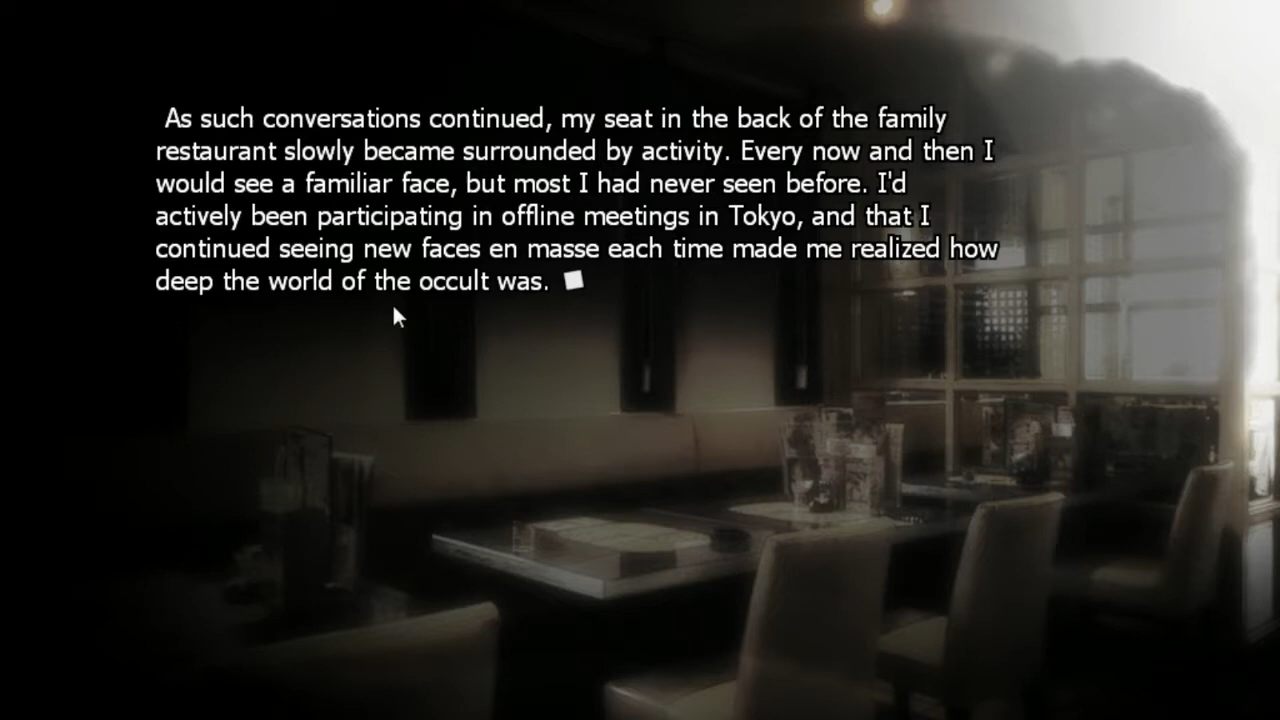 As such conversations continued, my seat in the back of the family
restaurant slowly became surrounded by activity. Every now and then I
would see a familiar face, but most I had never seen before. I'd
actively been participating in offline meetings in Tokyo, and that I
continued seeing new faces en masse each time made me realized how
deep the world of the occult was.